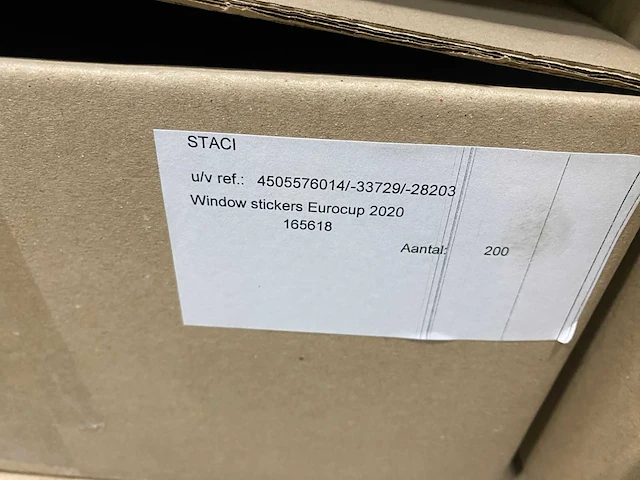 STACI
u/v ref.: 4505576014/-33729/-28203
Window stickers Eurocup 2020
165618
Aantal: 200